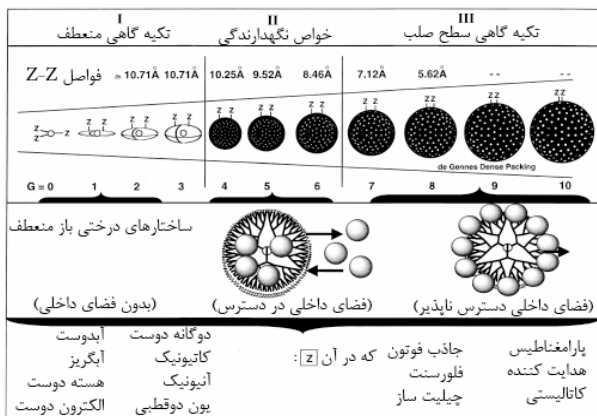 I II III
تکیه گاهی منعطف خواص نگهدارندگی تکیه گاهی سطح صلب
فواصل Z-Z 10.71Å 10.71Å 10.25Å 9.52Å 8.46Å 7.12Å 5.62Å -- --
Z Z Z Z Z Z Z Z Z Z Z Z Z Z Z Z Z Z Z Z Z Z Z
de Gennes Dense Packing
G = 0 1 2 3 4 5 6 7 8 9 10
ساختارهای درختی باز منعطف
(بدون فضای داخلی) (فضای داخلی در دسترس) (فضای داخلی دسترس ناپذیر)
آبدوست دوگانه دوست که در آن Z : جاذب فوتون پارامغناطیس
آبگریز کاتیونیک فلورسنت هدایت کننده
هسته دوست آنیونیک چیلیت ساز کاتالیستی
الکترون دوست یون دوقطبی